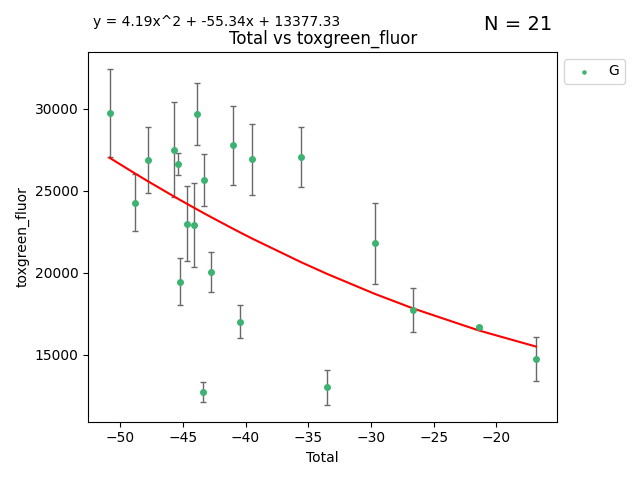 y = 4.19x^2 + -55.34x + 13377.33
N = 21
Total vs toxgreen_fluor
G
30000
25000
20000
15000
toxgreen_fluor
−50
−45
−40
−35
−30
−25
−20
Total